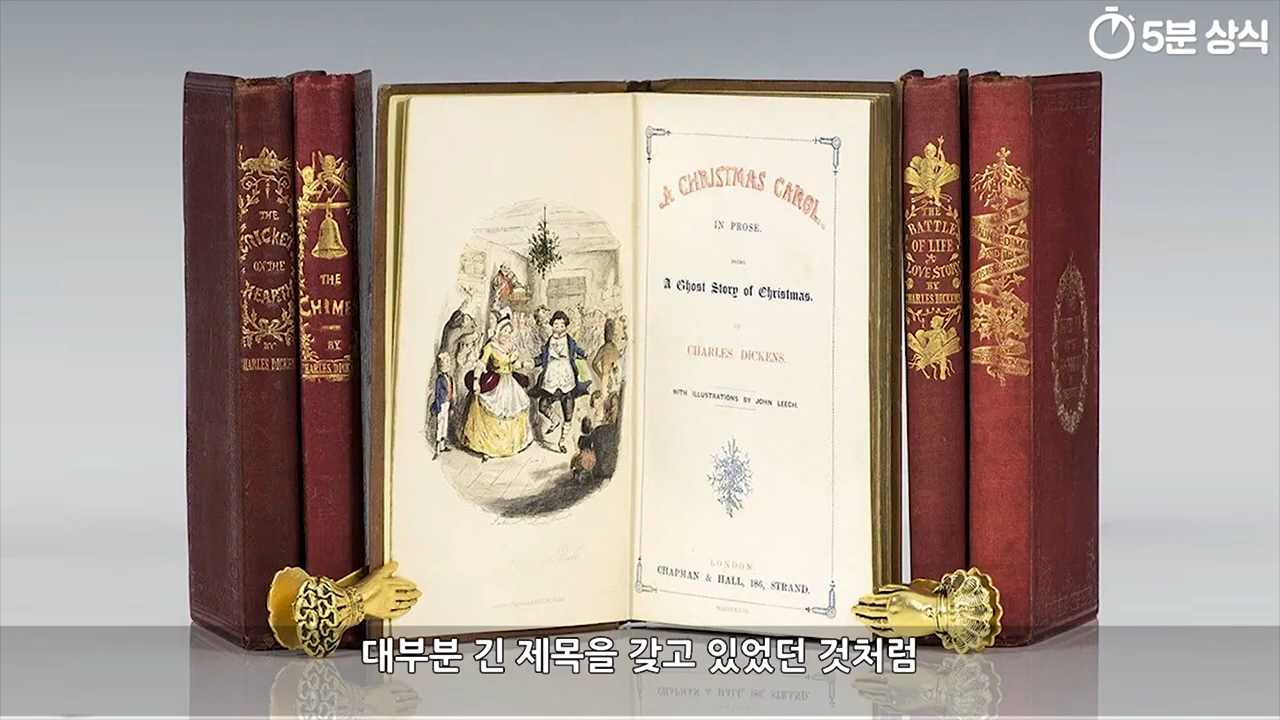 5분 상식
THE
CRICKET
ON THE
HEARTH
BY
CHARLES DICKENS
THE
CHIMES
BY
CHARLES DICKENS
A CHRISTMAS CAROL.
IN PROSE.
BEING
A Ghost Story of Christmas.
BY
CHARLES DICKENS.
WITH ILLUSTRATIONS BY JOHN LEECH.
LONDON:
CHAPMAN & HALL, 186, STRAND.
THE
BATTLE
OF LIFE
A
LOVE STORY
BY
CHARLES DICKENS
대부분 긴 제목을 갖고 있었던 것처럼